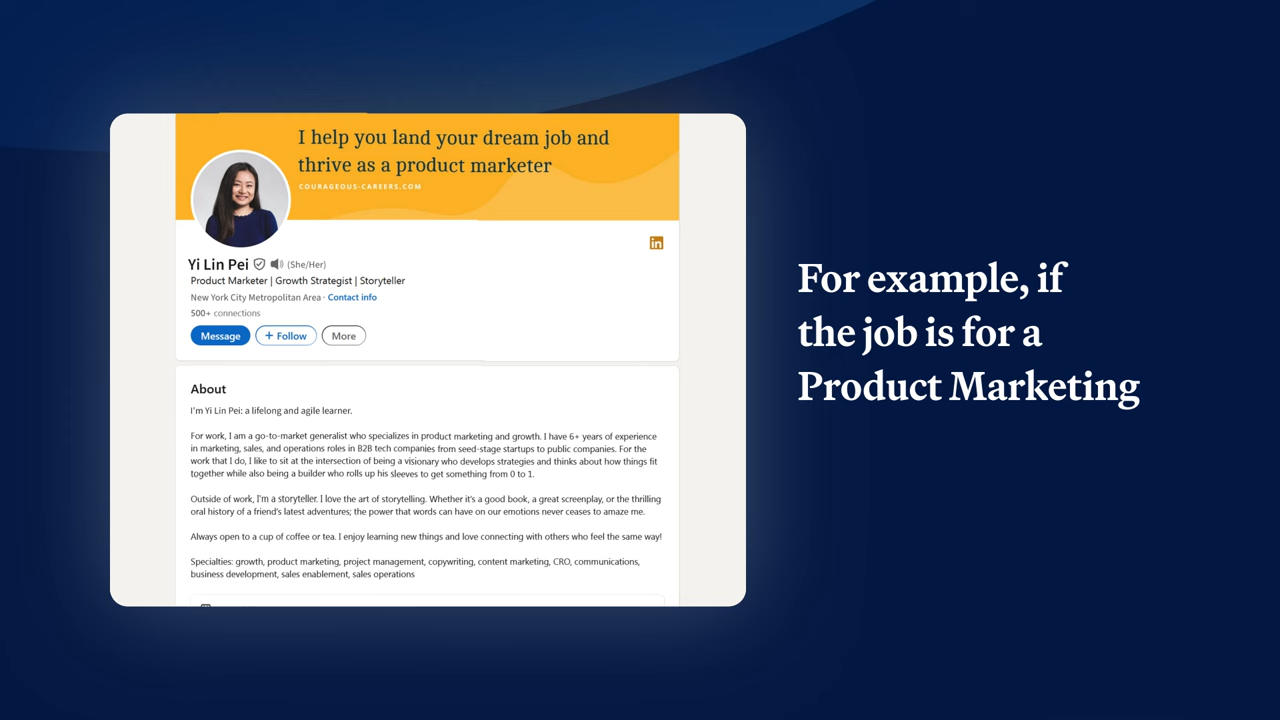 I help you land your dream job and
thrive as a product marketer
COURAGEOUS-CAREERS.COM
in
Yi Lin Pei (She/Her)
Product Marketer | Growth Strategist | Storyteller
New York City Metropolitan Area · Contact info
500+ connections
Message + Follow More
About
I'm Yi Lin Pei: a lifelong and agile learner.
For work, I am a go-to-market generalist who specializes in product marketing and growth. I have 6+ years of experience
in marketing, sales, and operations roles in B2B tech companies from seed-stage startups to public companies. For the
work that I do, I like to sit at the intersection of being a visionary who develops strategies and thinks about how things fit
together while also being a builder who rolls up his sleeves to get something from 0 to 1.
Outside of work, I'm a storyteller. I love the art of storytelling. Whether it's a good book, a great screenplay, or the thrilling
oral history of a friend's latest adventures; the power that words can have on our emotions never ceases to amaze me.
Always open to a cup of coffee or tea. I enjoy learning new things and love connecting with others who feel the same way!
Specialties: growth, product marketing, project management, copywriting, content marketing, CRO, communications,
business development, sales enablement, sales operations
For example, if
the job is for a
Product Marketing